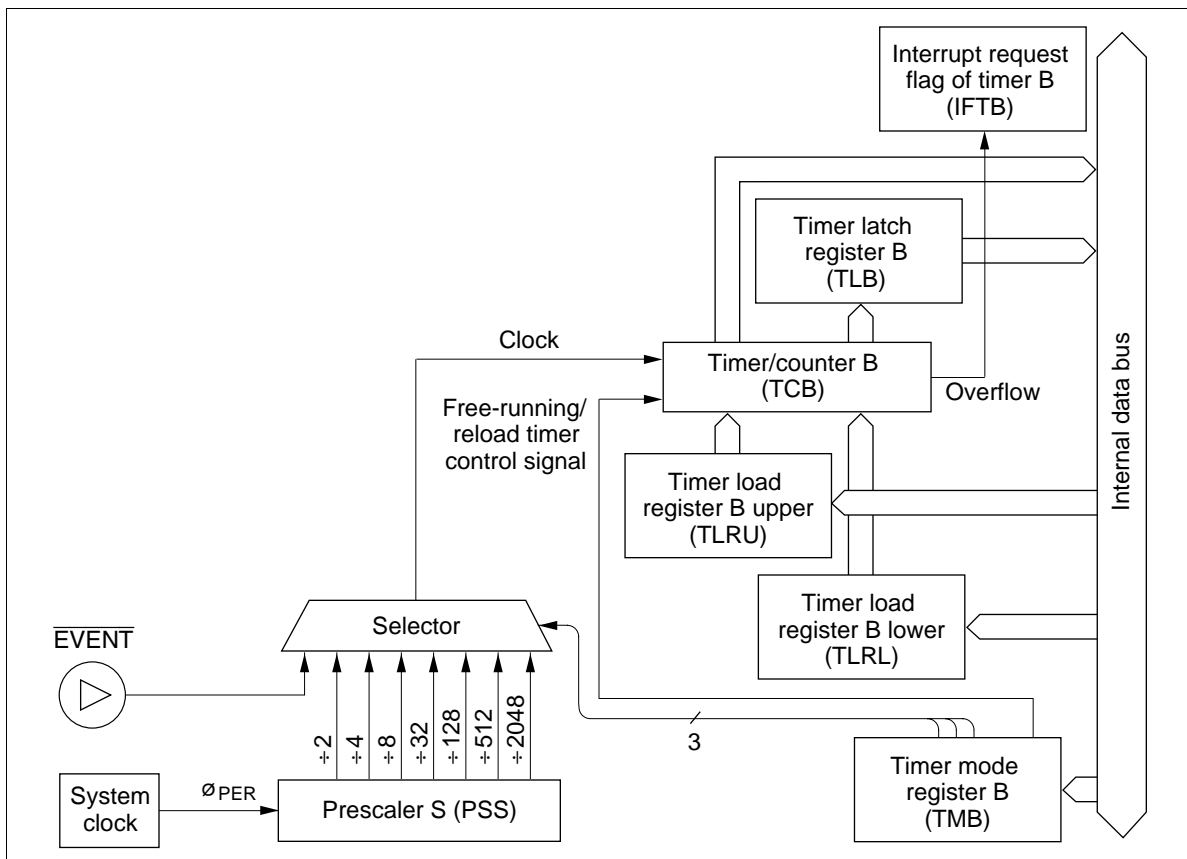 Interrupt request
flag of timer B
(IFTB)
Timer latch
register B
(TLB)
Clock
Timer/counter B
(TCB)
Overflow
Free-running/
reload timer
control signal
Timer load
register B upper
(TLRU)
Internal data bus
Timer load
register B lower
(TLRL)
Selector
EVENT
÷2
÷4
÷8
÷32
÷128
÷512
÷2048
3
Timer mode
register B
(TMB)
System
clock
ø PER
Prescaler S (PSS)